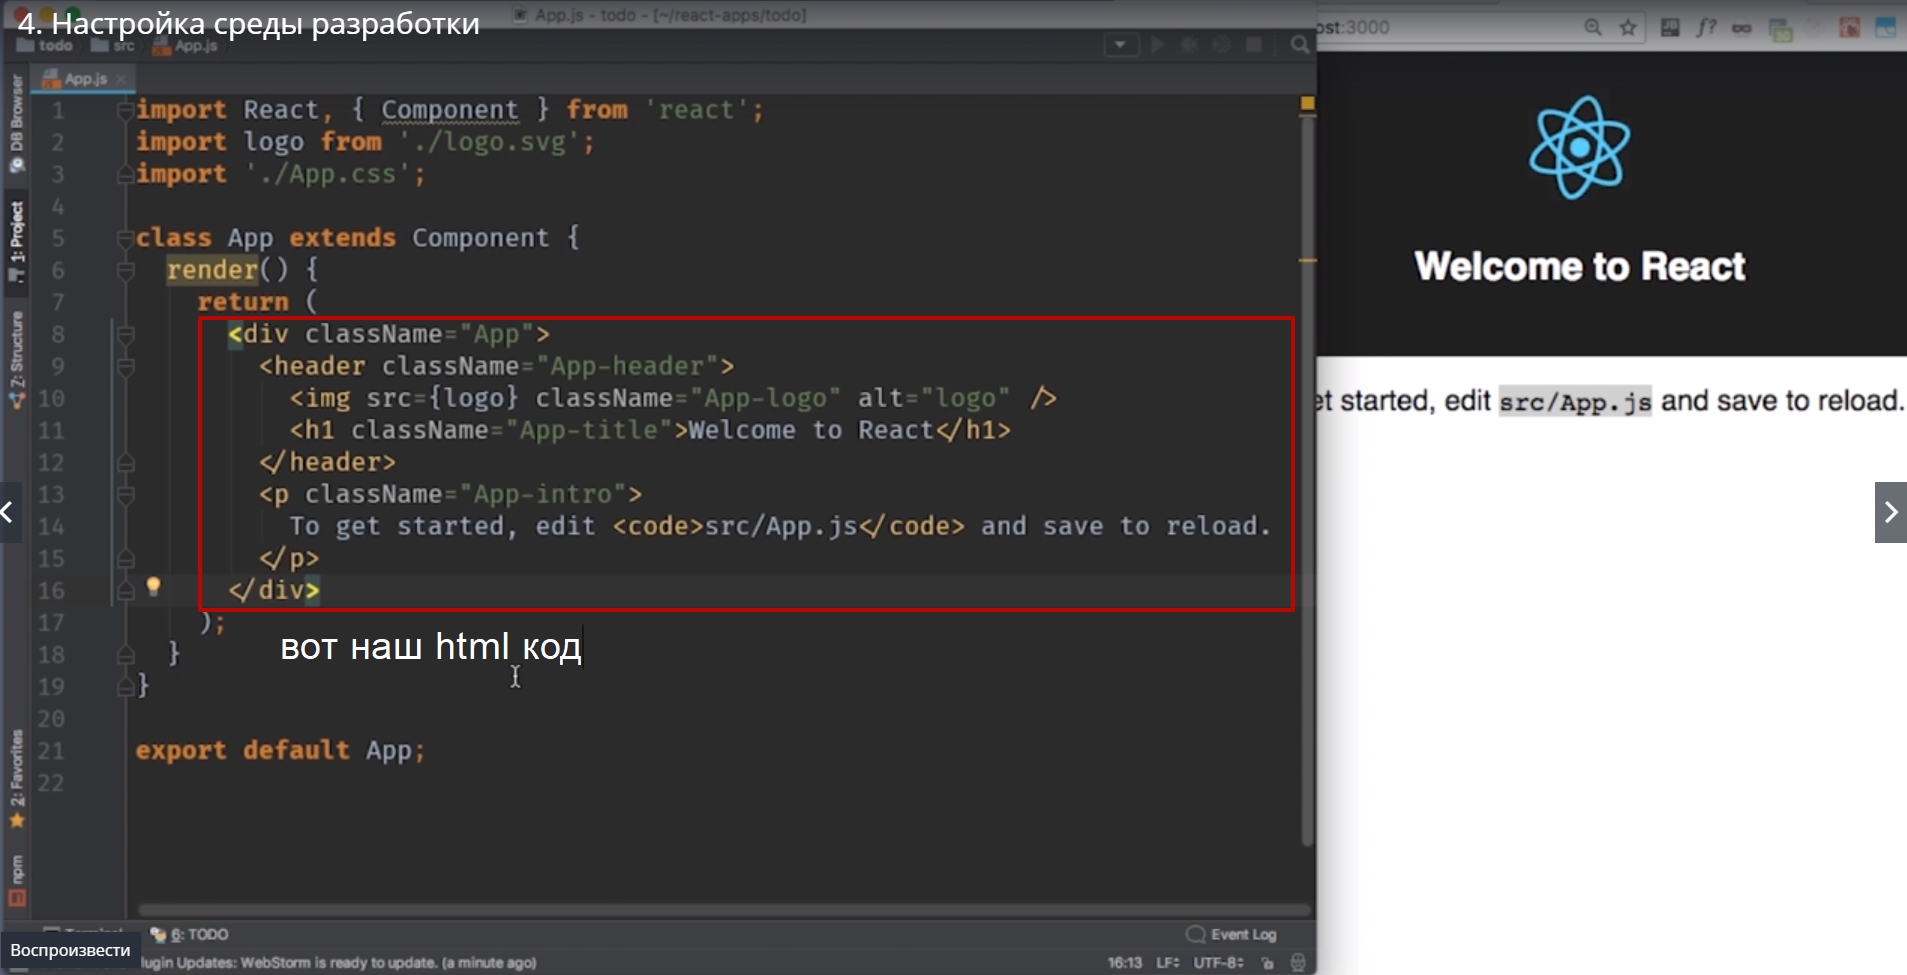 4. Настройка среды разработки
App.js - todo - [~/react-apps/todo]
todo src App.js
App.js
DB Browser
1: Project
7: Structure
2: Favorites
npm
1 import React, { Component } from 'react';
2 import logo from './logo.svg';
3 import './App.css';
4
5 class App extends Component {
6 render() {
7 return (
8 <div className="App">
9 <header className="App-header">
10 <img src={logo} className="App-logo" alt="logo" />
11 <h1 className="App-title">Welcome to React</h1>
12 </header>
13 <p className="App-intro">
14 To get started, edit <code>src/App.js</code> and save to reload.
15 </p>
16 </div>
17 );
18 }
19 }
20
21 export default App;
22
вот наш html код
6: TODO
Event Log
Воспроизвести
lugin Updates: WebStorm is ready to update. (a minute ago)
16:13 LF UTF-8
ost:3000
f?
30
Welcome to React
et started, edit src/App.js and save to reload.